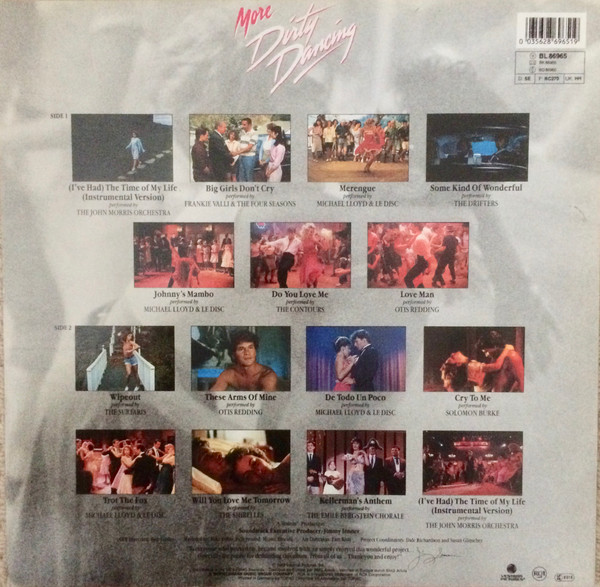 More
Dirty
Dancing
0 035628 696519
BL 86965
SIDE 1
(I've Had) The Time of My Life
(Instrumental Version)
performed by
THE JOHN MORRIS ORCHESTRA
Big Girls Don't Cry
performed by
FRANKIE VALLI & THE FOUR SEASONS
Merengue
performed by
MICHAEL LLOYD & LE DISC
Some Kind Of Wonderful
performed by
THE DRIFTERS
Johnny's Mambo
performed by
MICHAEL LLOYD & LE DISC
Do You Love Me
performed by
THE CONTOURS
Love Man
performed by
OTIS REDDING
SIDE 2
Wipeout
performed by
THE SURFARIS
These Arms Of Mine
performed by
OTIS REDDING
De Todo Un Poco
performed by
MICHAEL LLOYD & LE DISC
Cry To Me
performed by
SOLOMON BURKE
Trot The Fox
performed by
MICHAEL LLOYD & LE DISC
Will You Love Me Tomorrow
performed by
THE SHIRELLES
Kellerman's Anthem
performed by
THE EMILE BERGSTEIN CHORALE
(I've Had) The Time of My Life
(Instrumental Version)
performed by
THE JOHN MORRIS ORCHESTRA
Soundtrack Executive Producer: Jimmy Ienner
RCA